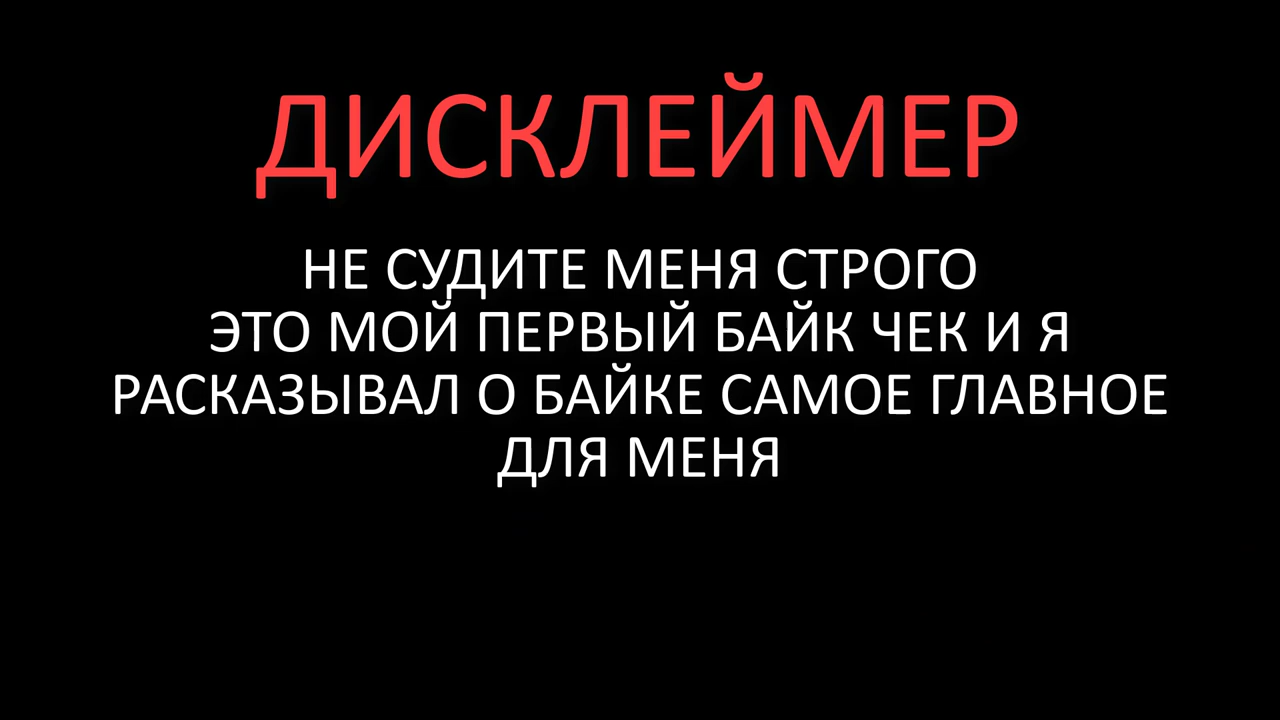 ДИСКЛЕЙМЕР
НЕ СУДИТЕ МЕНЯ СТРОГО
ЭТО МОЙ ПЕРВЫЙ БАЙК ЧЕК И Я
РАСКАЗЫВАЛ О БАЙКЕ САМОЕ ГЛАВНОЕ
ДЛЯ МЕНЯ